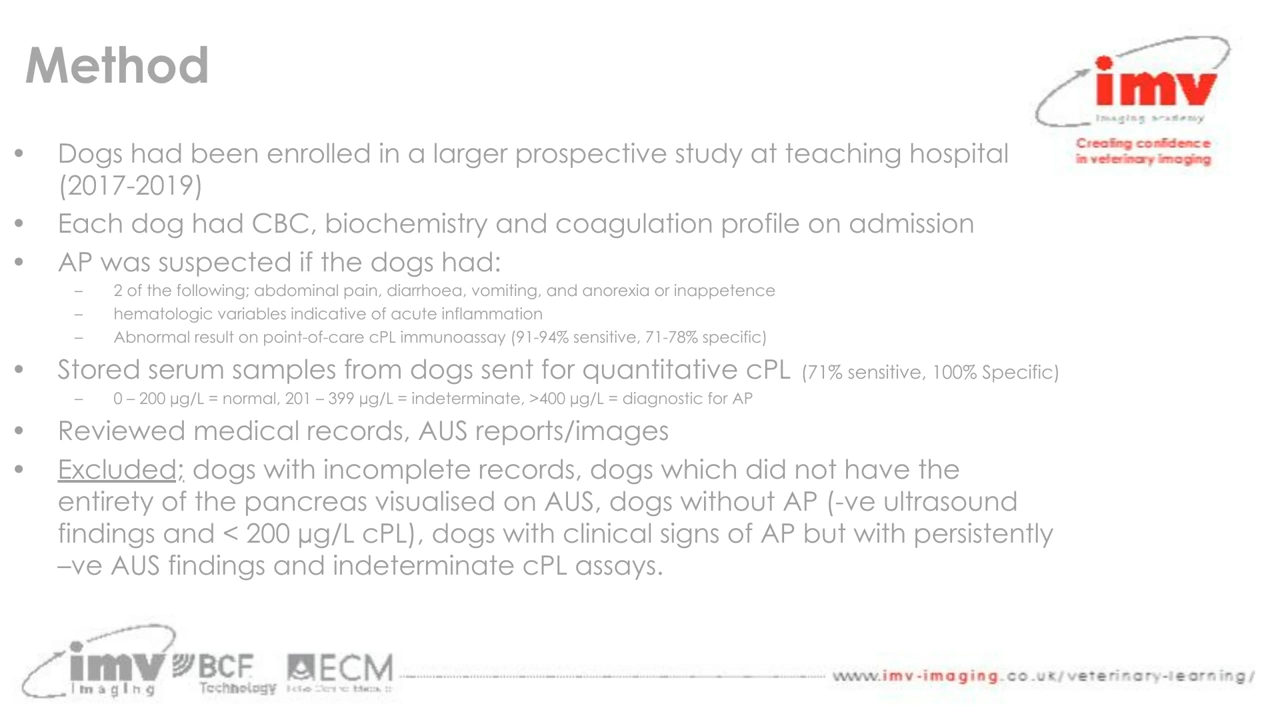 Method
imv
imaging academy
Creating confidence
in veterinary imaging
• Dogs had been enrolled in a larger prospective study at teaching hospital
(2017-2019)
• Each dog had CBC, biochemistry and coagulation profile on admission
• AP was suspected if the dogs had:
– 2 of the following; abdominal pain, diarrhoea, vomiting, and anorexia or inappetence
– hematologic variables indicative of acute inflammation
– Abnormal result on point-of-care cPL immunoassay (91-94% sensitive, 71-78% specific)
• Stored serum samples from dogs sent for quantitative cPL (71% sensitive, 100% Specific)
– 0 – 200 µg/L = normal, 201 – 399 µg/L = indeterminate, >400 µg/L = diagnostic for AP
• Reviewed medical records, AUS reports/images
• Excluded; dogs with incomplete records, dogs which did not have the
entirety of the pancreas visualised on AUS, dogs without AP (-ve ultrasound
findings and < 200 µg/L cPL), dogs with clinical signs of AP but with persistently
–ve AUS findings and indeterminate cPL assays.
imv
imaging
BCF
Technology
ECM
www.imv-imaging.co.uk/veterinary-learning/